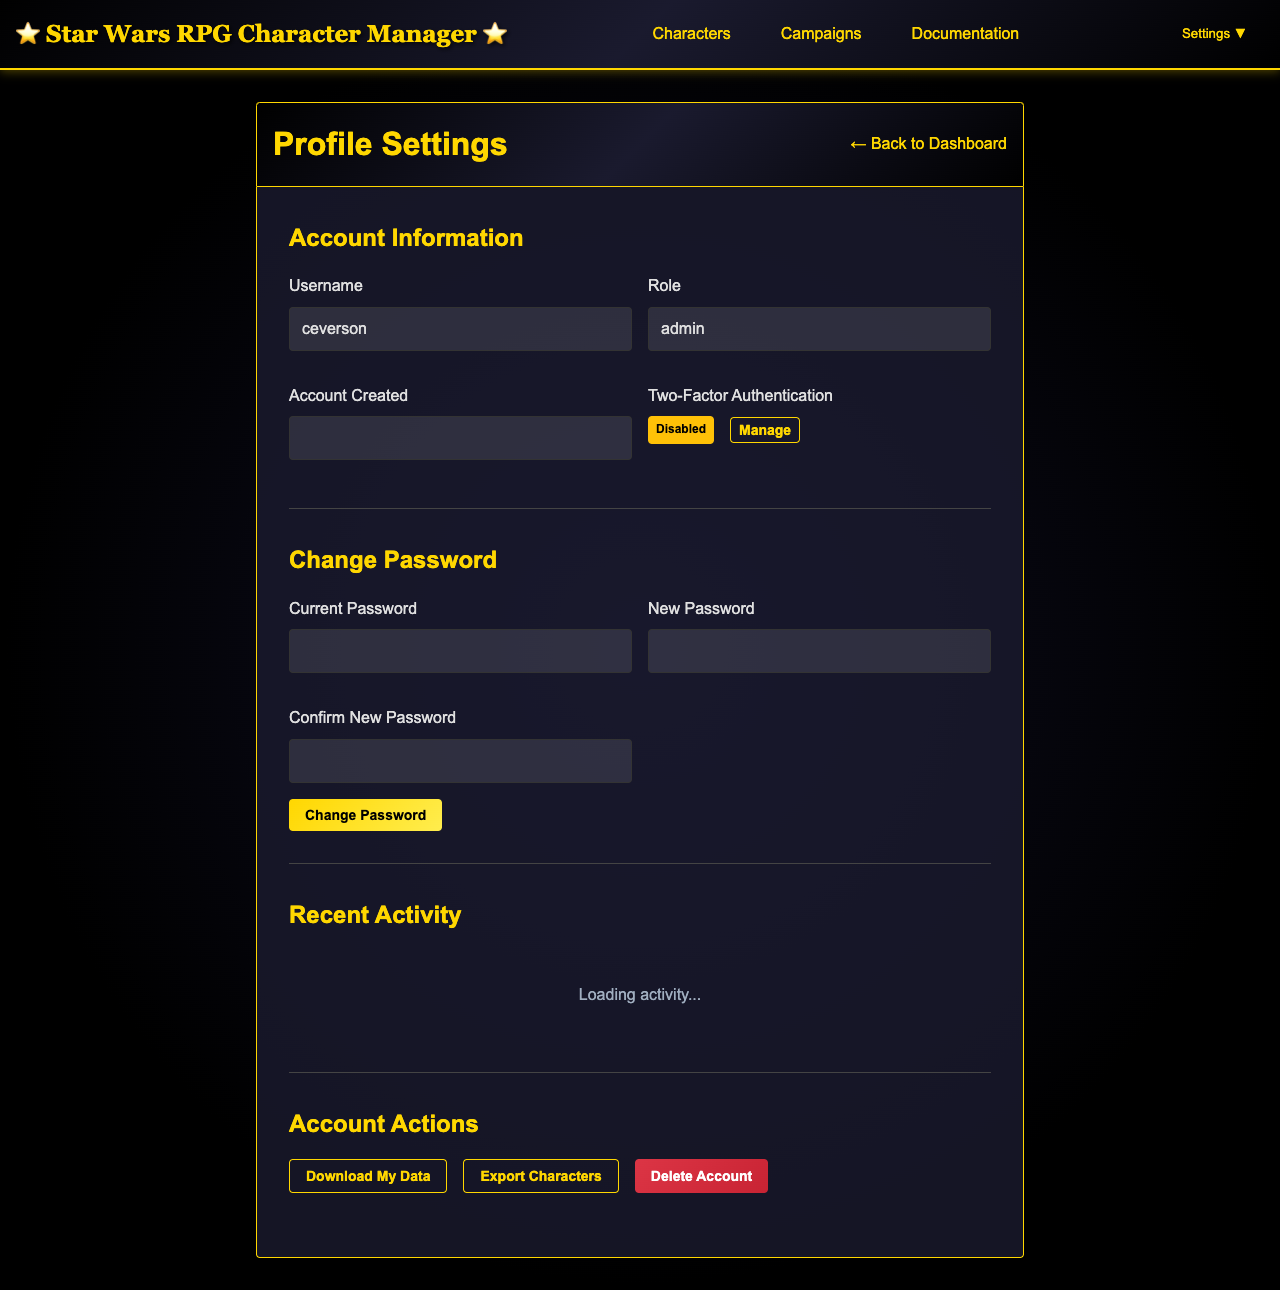 ⭐ Star Wars RPG Character Manager ⭐
Characters
Campaigns
Documentation
Settings ▼
Profile Settings
← Back to Dashboard
Account Information
Username
Role
ceverson
admin
Account Created
Two-Factor Authentication
Disabled
Manage
Change Password
Current Password
New Password
Confirm New Password
Change Password
Recent Activity
Loading activity...
Account Actions
Download My Data
Export Characters
Delete Account